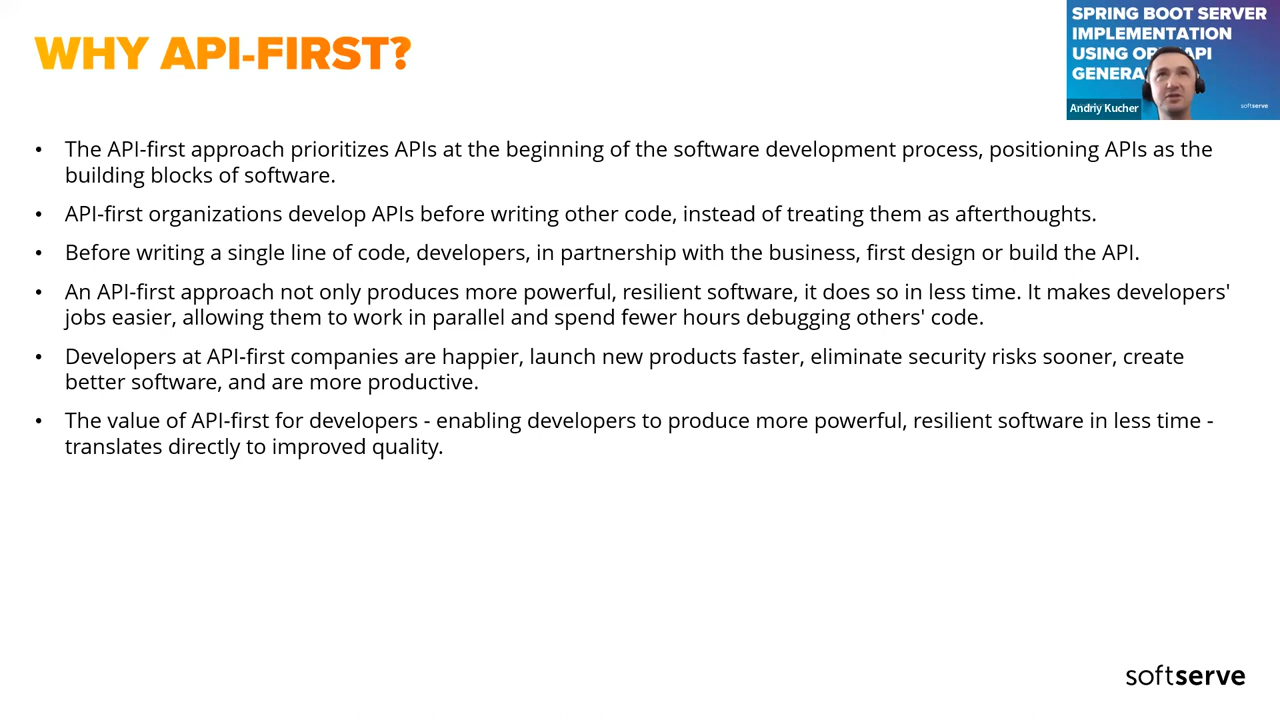 WHY API-FIRST?
SPRING BOOT SERVER
IMPLEMENTATION
USING API
Andriy Kucher
softserve
• The API-first approach prioritizes APIs at the beginning of the software development process, positioning APIs as the
building blocks of software.
• API-first organizations develop APIs before writing other code, instead of treating them as afterthoughts.
• Before writing a single line of code, developers, in partnership with the business, first design or build the API.
• An API-first approach not only produces more powerful, resilient software, it does so in less time. It makes developers'
jobs easier, allowing them to work in parallel and spend fewer hours debugging others' code.
• Developers at API-first companies are happier, launch new products faster, eliminate security risks sooner, create
better software, and are more productive.
• The value of API-first for developers - enabling developers to produce more powerful, resilient software in less time -
translates directly to improved quality.
softserve